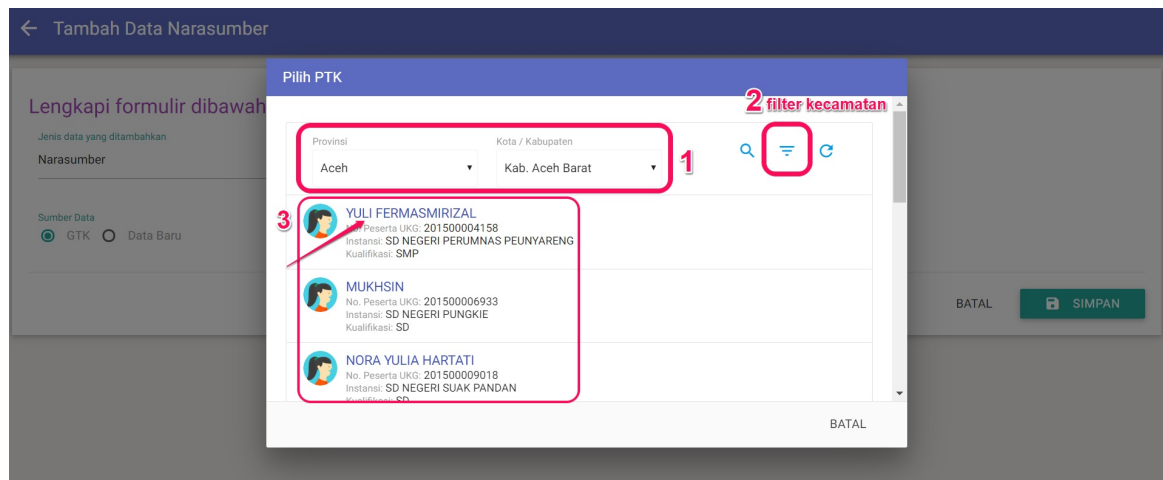 Tambah Data Narasumber
Pilih PTK
Lengkapi formulir dibawah
2 filter kecamatan
Jenis data yang ditambahkan
Narasumber
Provinsi
Kota / Kabupaten
Aceh
Kab. Aceh Barat
1
3
YULI FERMASMIRIZAL
No. Peserta UKG: 201500004158
Instansi: SD NEGERI PERUMNAS PEUNYARENG
Kualifikasi: SMP
Sumber Data
GTK
Data Baru
MUKHSIN
No. Peserta UKG: 201500006933
Instansi: SD NEGERI PUNGKIE
Kualifikasi: SD
BATAL
SIMPAN
NORA YULIA HARTATI
No. Peserta UKG: 201500009018
Instansi: SD NEGERI SUAK PANDAN
Kualifikasi: SD
BATAL